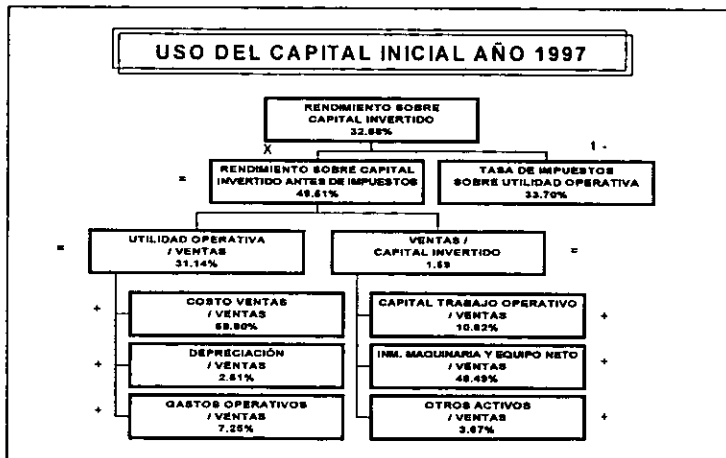 USO DEL CAPITAL INICIAL AÑO 1997
RENDIMIENTO SOBRE
CAPITAL INVERTIDO
32.88%
X
1 -
=
RENDIMIENTO SOBRE CAPITAL
INVERTIDO ANTES DE IMPUESTOS
49.61%
TASA DE IMPUESTOS
SOBRE UTILIDAD OPERATIVA
33.70%
=
UTILIDAD OPERATIVA
/ VENTAS
31.14%
VENTAS /
CAPITAL INVERTIDO
1.59
=
+
COSTO VENTAS
/ VENTAS
CAPITAL TRABAJO OPERATIVO
/ VENTAS
10.82%
+
+
DEPRECIACIÓN
/ VENTAS
2.61%
INM. MAQUINARIA Y EQUIPO NETO
/ VENTAS
48.49%
+
+
GASTOS OPERATIVOS
/ VENTAS
7.25%
OTROS ACTIVOS
/ VENTAS
3.67%
+